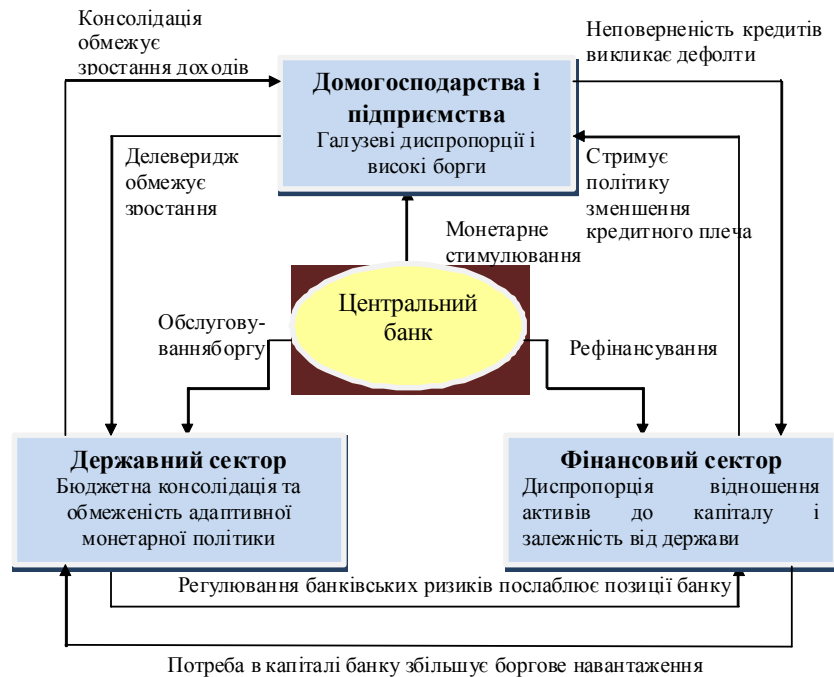 Консолідація
обмежує
зростання доходів
Неповерненість кредитів
викликає дефолти
Домогосподарства і
підприємства
Галузеві диспропорції і
високі борги
Делеверидж
обмежує
зростання
Стримує
політику
зменшення
кредитного плеча
Монетарне
стимулювання
Центральний
банк
Обслугову-
ванняборгу
Рефінансування
Державний сектор
Бюджетна консолідація та
обмеженість адаптивної
монетарної політики
Фінансовий сектор
Диспропорція відношення
активів до капіталу і
залежність від держави
Регулювання банківських ризиків послаблює позиції банку
Потреба в капіталі банку збільшує боргове навантаження